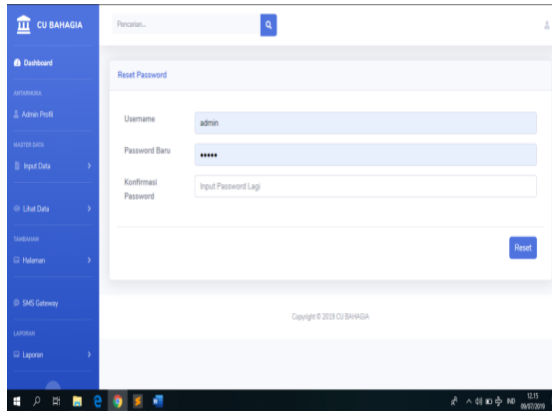 CU BAHAGIA
Pencarian...
Dashboard
ANTARMUKA
Admin Profil
MASTER DATA
Input Data
Lihat Data
TAMBAHAN
Halaman
SMS Gateway
LAPORAN
Laporan
Reset Password
Username
admin
Password Baru
•••••
Konfirmasi
Password
Input Password Lagi
Reset
Copyright © 2019 CU BAHAGIA
IND
12.15
09/07/2019